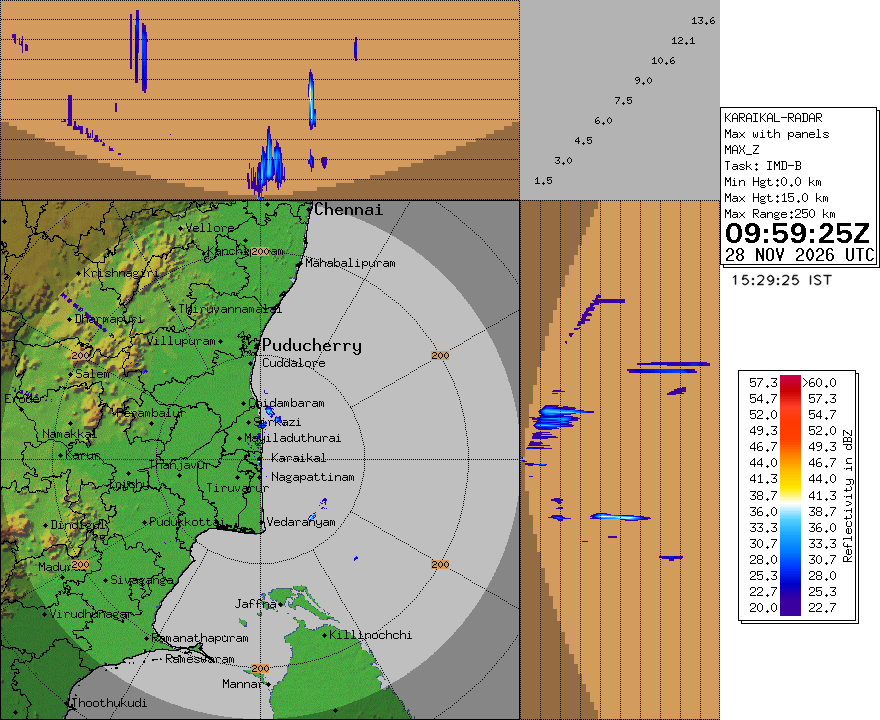 13.6
12.1
10.6
9.0
7.5
6.0
4.5
3.0
1.5
KARAIKAL-RADAR
Max with panels
MAX_Z
Task: IMD-B
Min Hgt:0.0 km
Max Hgt:15.0 km
Max Range:250 km
09:59:25Z
28 NOV 2026 UTC
15:29:25 IST
Chennai
Vellore
200
Mahabalipuram
Krishnagiri
Thiruvannamalai
Dharmapuri
Villupuram
Puducherry
200
200
Cuddalore
Salem
Erode
Chidambaram
Perambalur
Sirkazi
Namakkal
Mayiladuthurai
Karur
Karaikal
Thanjavur
Nagapattinam
Tiruvarur
Dindigul
Pudukkottai
Vedaranyam
200
200
Sivaganga
Jaffna
Virudhunagar
Ramanathapuram
Killinochchi
Rameswaram
200
Mannar
Thoothukudi
57.3 >60.0
54.7 57.3
52.0 54.7
49.3 52.0
46.7 49.3
44.0 46.7
41.3 44.0
38.7 41.3
36.0 38.7
33.3 36.0
30.7 33.3
28.0 30.7
25.3 28.0
22.7 25.3
20.0 22.7
Reflectivity in dBZ